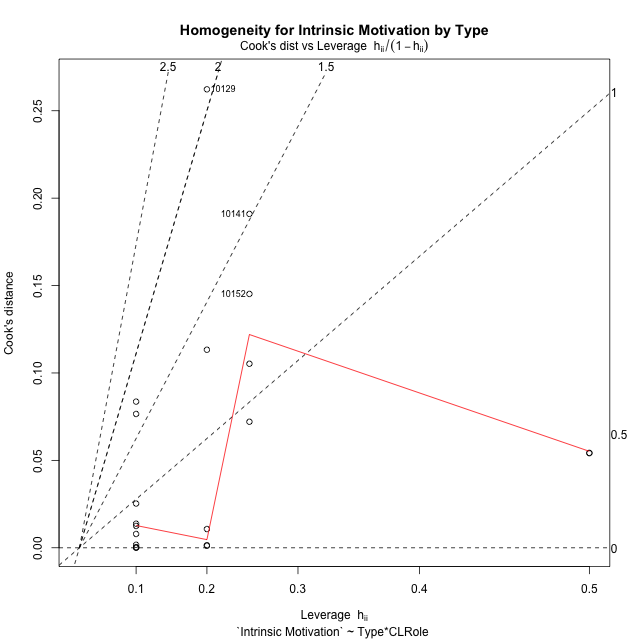 Homogeneity for Intrinsic Motivation by Type
Cook's dist vs Leverage hii/(1−hii)
2.5 2 1.5
1
10129
0.25
10141
0.20
10152
0.15
Cook's distance
0.10
0.5
0.05
0.00 0
0.1 0.2 0.3 0.4 0.5
Leverage hii
`Intrinsic Motivation` ~ Type*CLRole